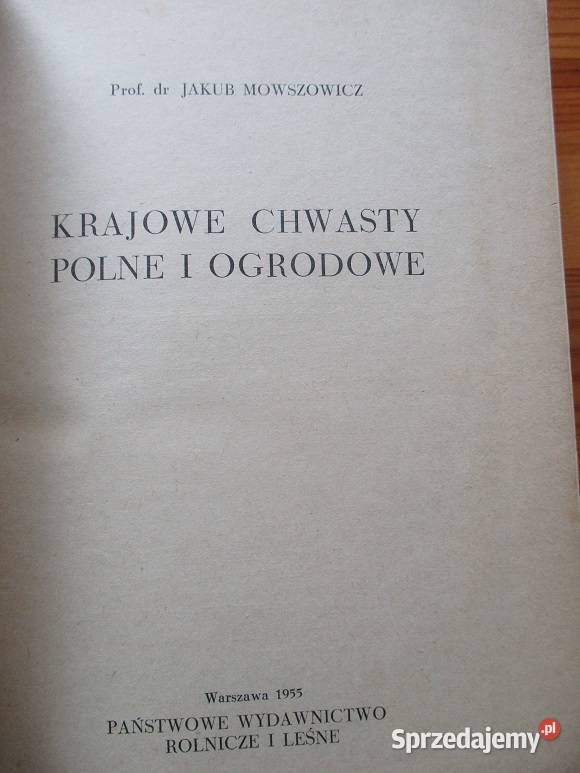 Prof. dr JAKUB MOWSZOWICZ
KRAJOWE CHWASTY
POLNE I OGRODOWE
Warszawa 1955
PAŃSTWOWE WYDAWNICTWO
ROLNICZE I LEŚNE
Sprzedajemy.pl